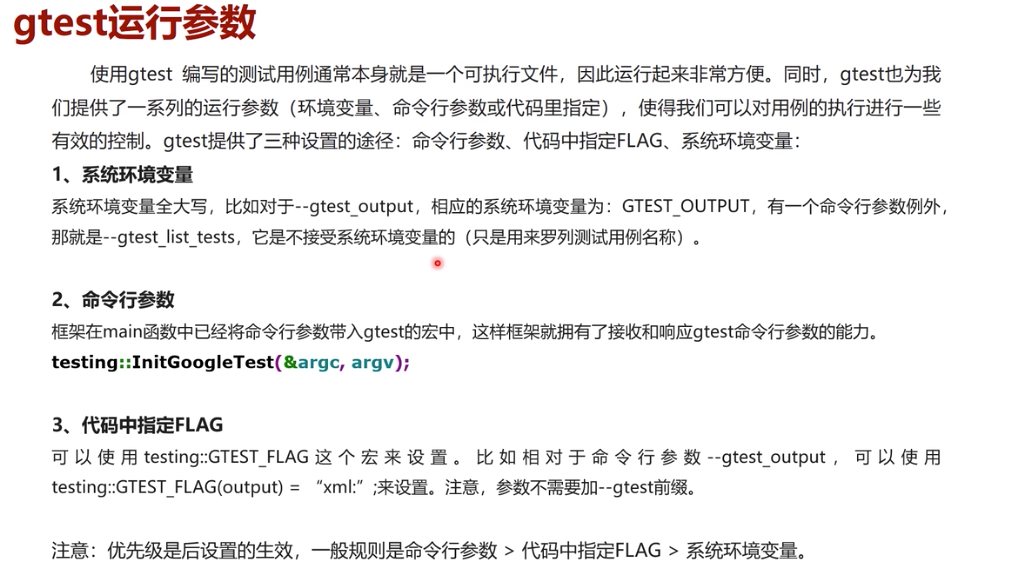 gtest运行参数
使用gtest 编写的测试用例通常本身就是一个可执行文件，因此运行起来非常方便。同时，gtest也为我
们提供了一系列的运行参数（环境变量、命令行参数或代码里指定），使得我们可以对用例的执行进行一些
有效的控制。gtest提供了三种设置的途径：命令行参数、代码中指定FLAG、系统环境变量：
1、系统环境变量
系统环境变量全大写，比如对于--gtest_output，相应的系统环境变量为：GTEST_OUTPUT，有一个命令行参数例外，
那就是--gtest_list_tests，它是不接受系统环境变量的（只是用来罗列测试用例名称）。
2、命令行参数
框架在main函数中已经将命令行参数带入gtest的宏中，这样框架就拥有了接收和响应gtest命令行参数的能力。
testing::InitGoogleTest(&argc, argv);
3、代码中指定FLAG
可以使用testing::GTEST_FLAG这个宏来设置。比如相对于命令行参数--gtest_output，可以使用
testing::GTEST_FLAG(output) = “xml:”;来设置。注意，参数不需要加--gtest前缀。
注意：优先级是后设置的生效，一般规则是命令行参数 > 代码中指定FLAG > 系统环境变量。